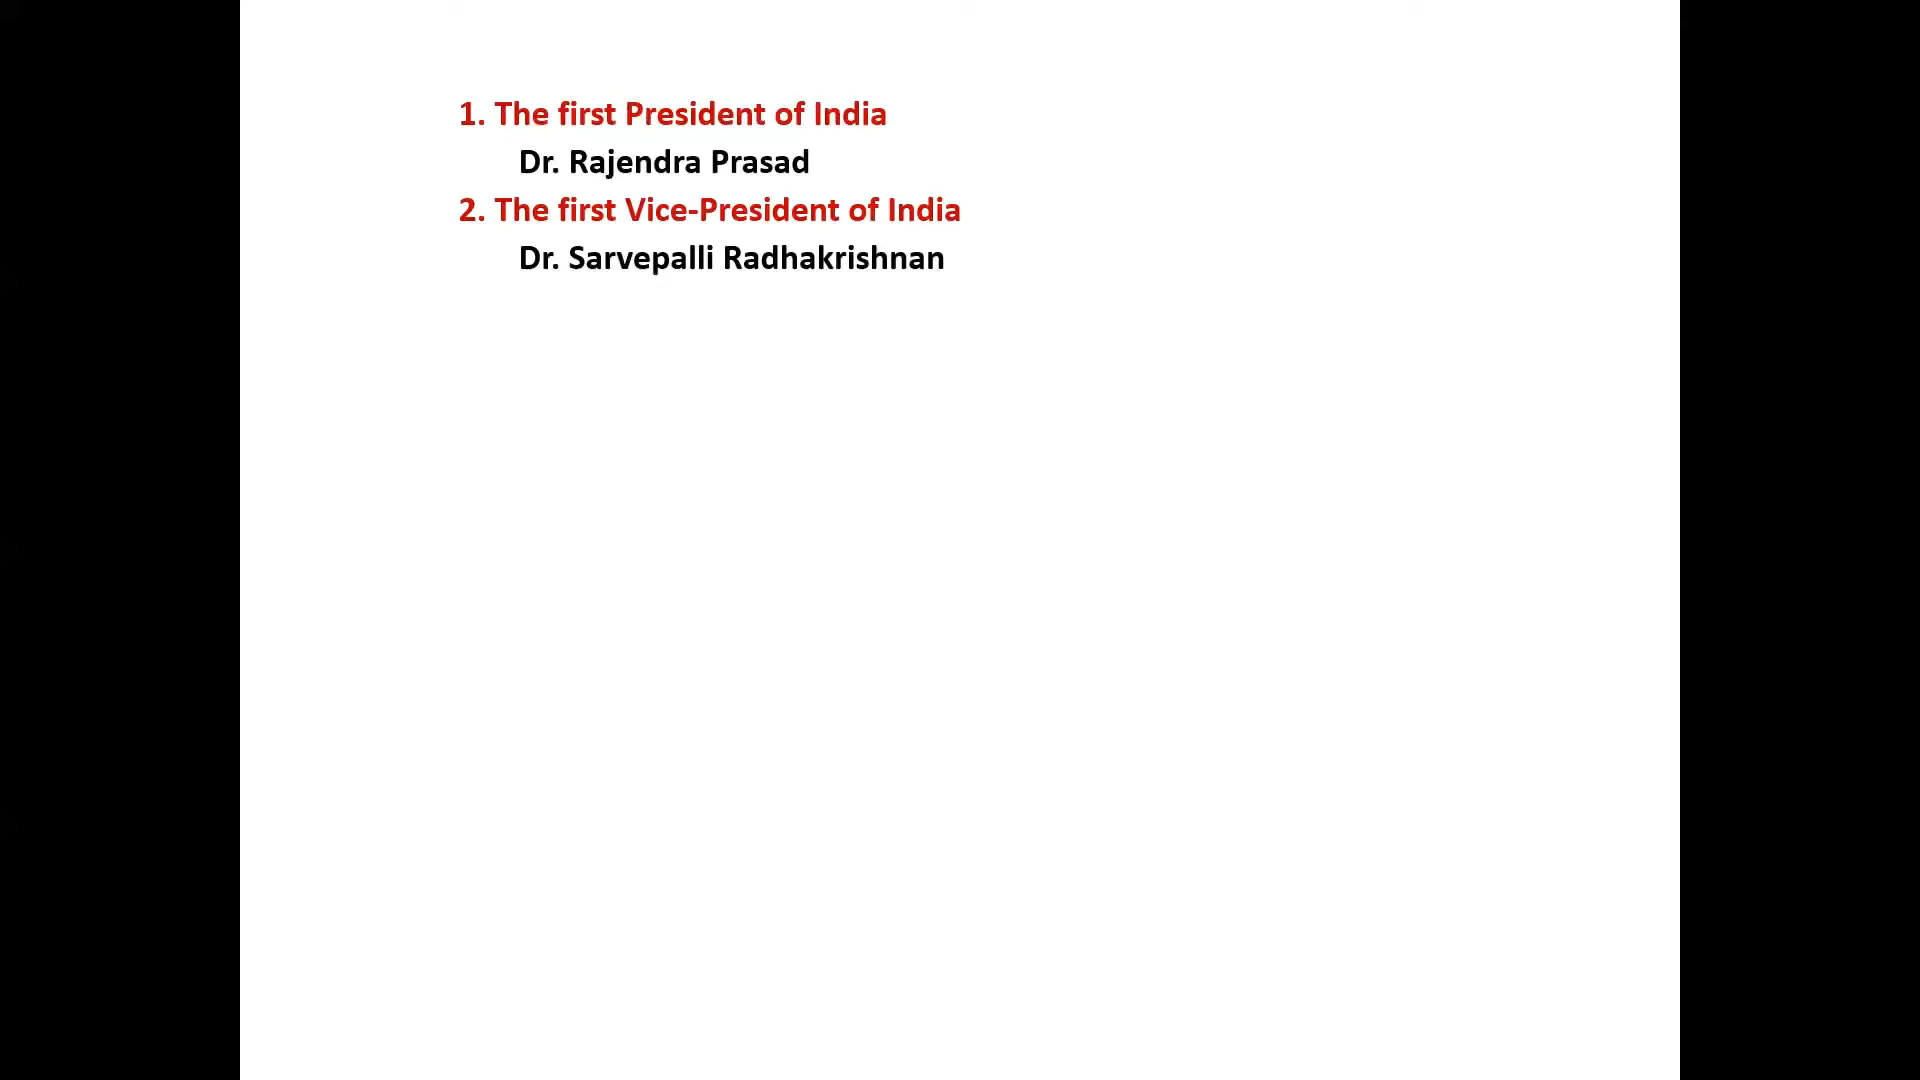 1. The first President of India
Dr. Rajendra Prasad
2. The first Vice-President of India
Dr. Sarvepalli Radhakrishnan